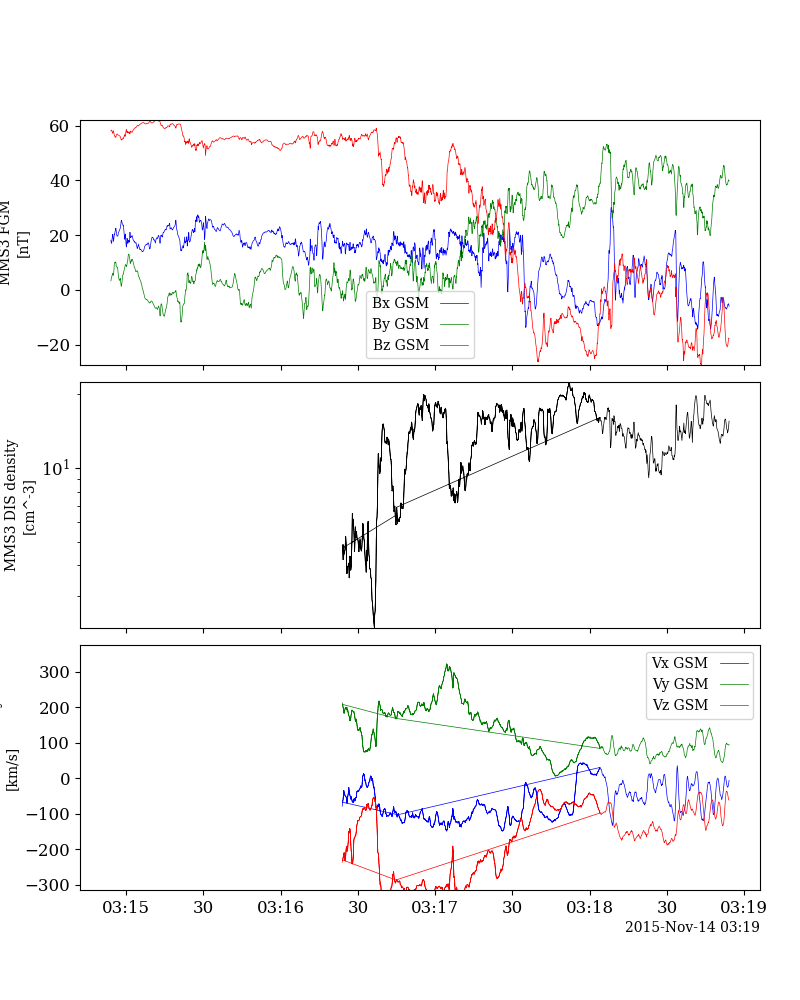 60
40
20
0
−20
MMS3 FGM
[nT]
Bx GSM
By GSM
Bz GSM
10^1
MMS3 DIS density
[cm^-3]
300
200
100
0
−100
−200
−300
[km/s]
Vx GSM
Vy GSM
Vz GSM
03:15 30 03:16 30 03:17 30 03:18 30 03:19
2015-Nov-14 03:19